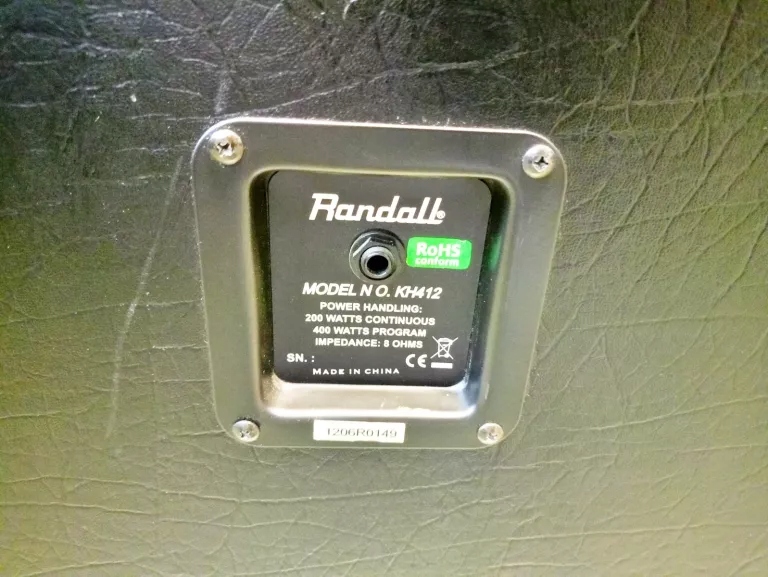 Randall®
RoHS
conform
MODEL N O. KH412
POWER HANDLING:
200 WATTS CONTINUOUS
400 WATTS PROGRAM
IMPEDANCE: 8 OHMS
SN. :
CE
MADE IN CHINA
1206R0149